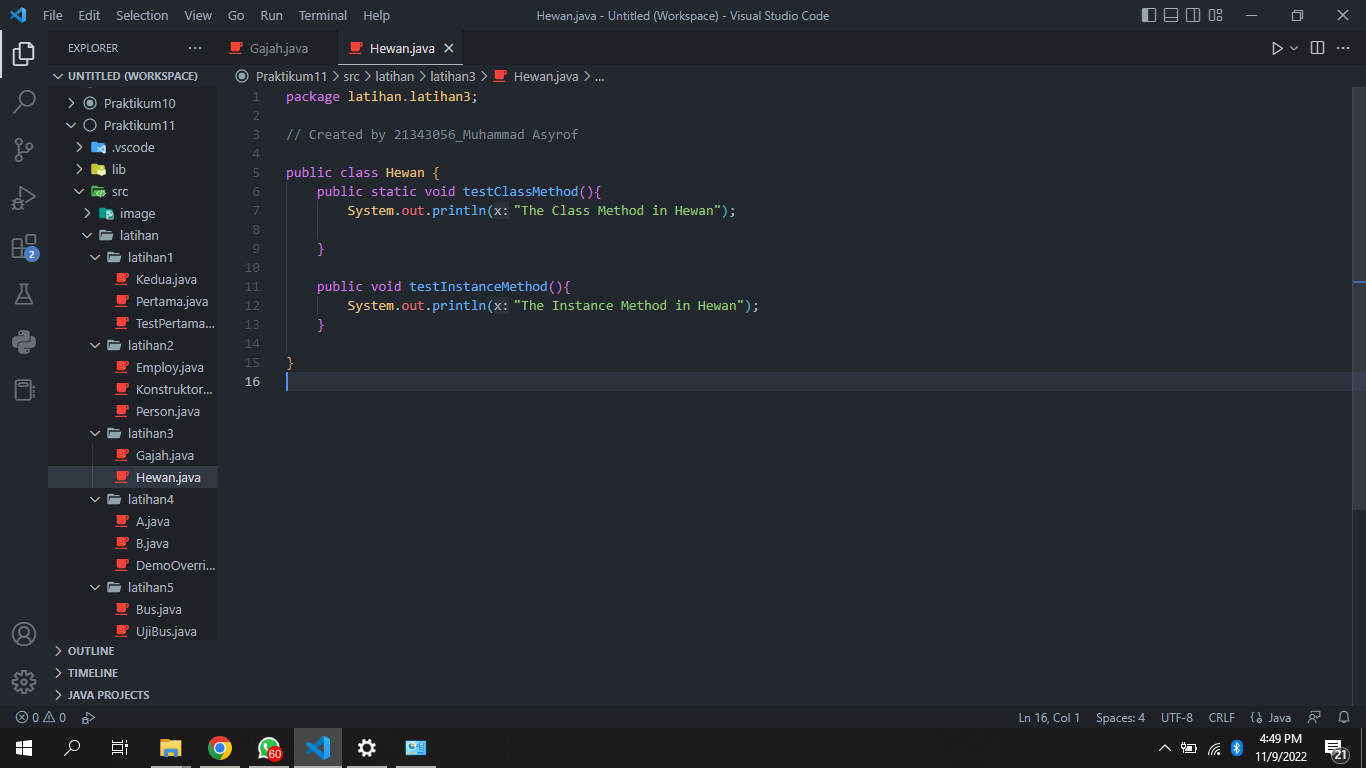 File Edit Selection View Go Run Terminal Help
Hewan.java - Untitled (Workspace) - Visual Studio Code
EXPLORER
Gajah.java
Hewan.java
UNTITLED (WORKSPACE)
Praktikum11 > src > latihan > latihan3 > Hewan.java > ...
Praktikum10
Praktikum11
.vscode
lib
src
image
latihan
latihan1
Kedua.java
Pertama.java
TestPertama...
latihan2
Employ.java
Konstruktor...
Person.java
latihan3
Gajah.java
Hewan.java
latihan4
A.java
B.java
DemoOverri...
latihan5
Bus.java
UjiBus.java
OUTLINE
TIMELINE
JAVA PROJECTS
2
1 package latihan.latihan3;
2
3 // Created by 21343056_Muhammad Asyrof
4
5 public class Hewan {
6 public static void testClassMethod(){
7 System.out.println(x: "The Class Method in Hewan");
8
9 }
10
11 public void testInstanceMethod(){
12 System.out.println(x: "The Instance Method in Hewan");
13 }
14
15 }
16
0 0
Ln 16, Col 1 Spaces: 4 UTF-8 CRLF {} Java
60
4:49 PM
11/9/2022
21